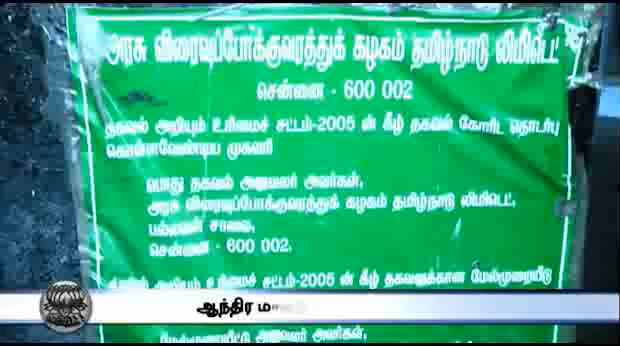 அரசு விரைவுப்போக்குவரத்துக் கழகம் தமிழ்நாடு லிமிடெட்
சென்னை - 600 002
தகவல் அறியும் உரிமைச் சட்டம்-2005 ன் கீழ் தகவல் கோரிட தொடர்பு
கொள்ளவேண்டிய முகவரி
பொது தகவல் அலுவலர் அவர்கள்,
அரசு விரைவுப்போக்குவரத்துக் கழகம் தமிழ்நாடு லிமிடெட்,
பல்லவன் சாலை,
சென்னை - 600 002.
அறியும் உரிமைச் சட்டம்-2005 ன் கீழ் தகவலுக்கான மேல்முறையீடு
ஆந்திர
மேல்முறையீட்டு அலுவலர் அவர்கள்,